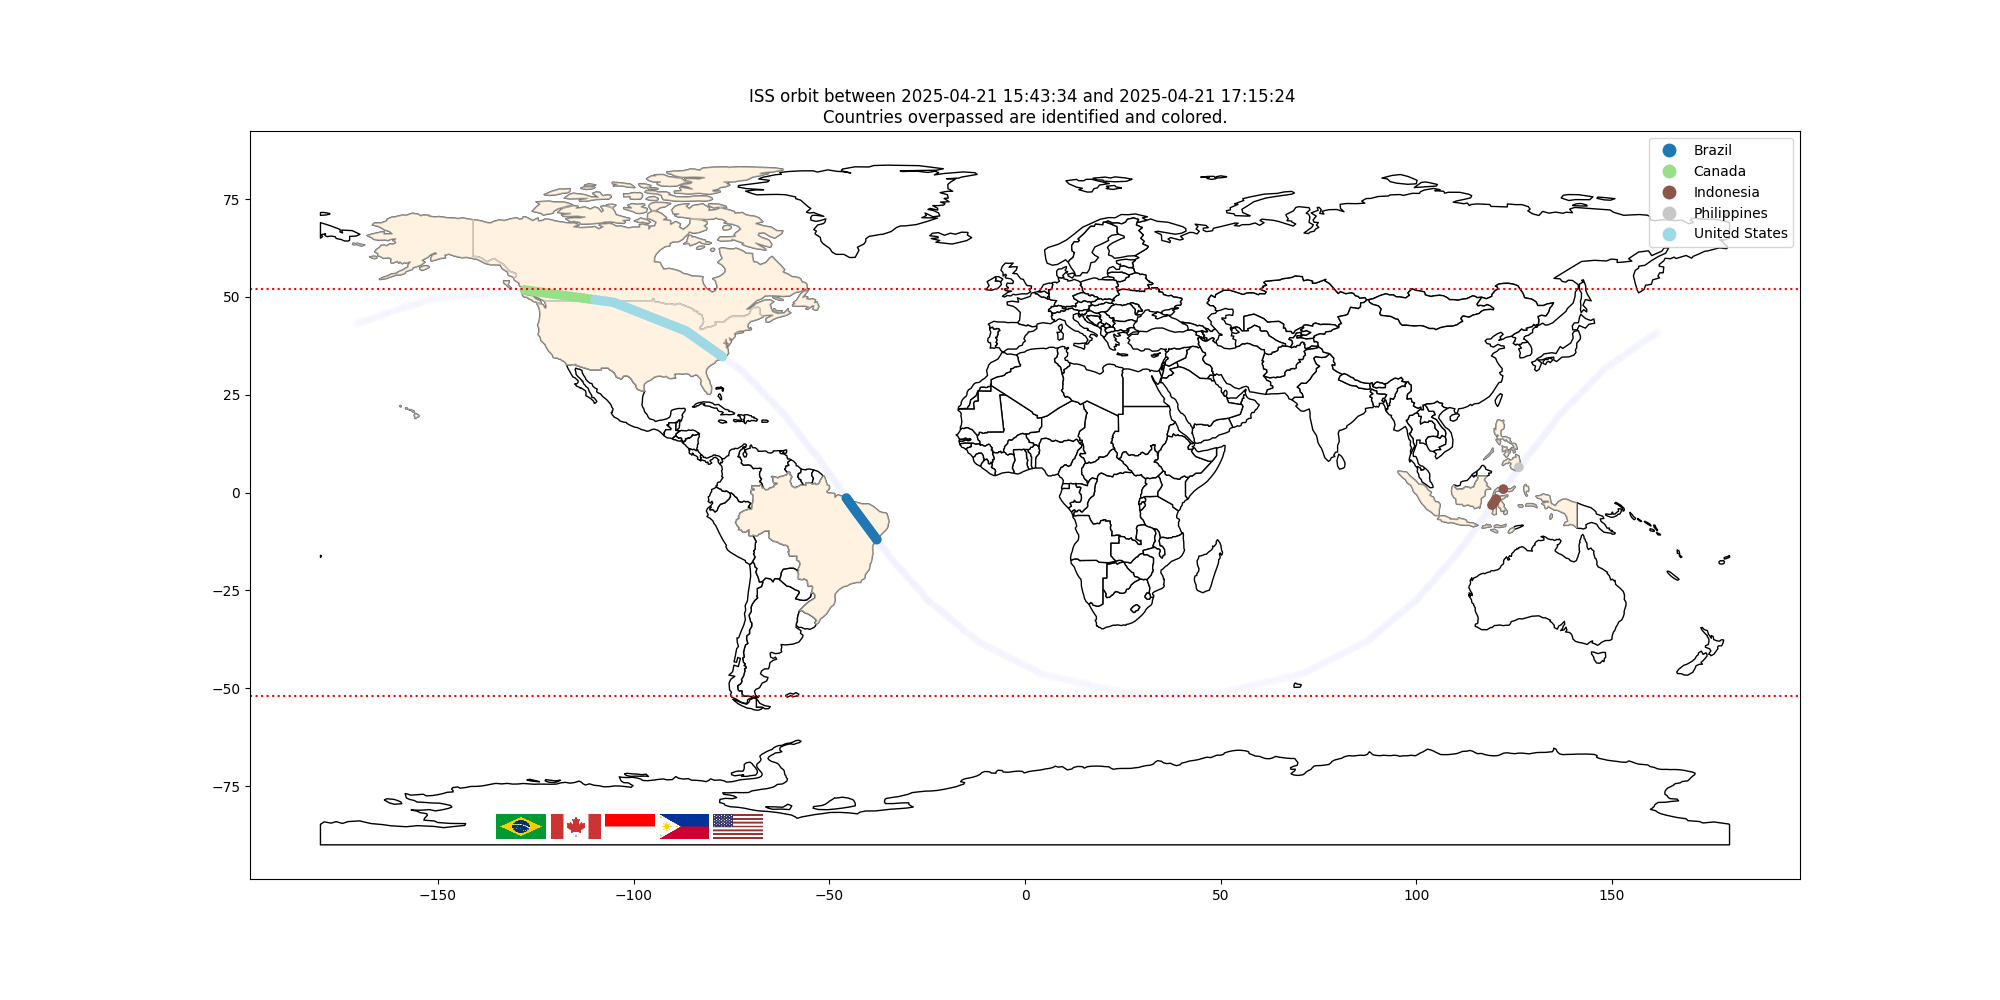 ISS orbit between 2025-04-21 15:43:34 and 2025-04-21 17:15:24
Countries overpassed are identified and colored.
Brazil
Canada
Indonesia
Philippines
United States
75
50
25
0
−25
−50
−75
−150
−100
−50
0
50
100
150